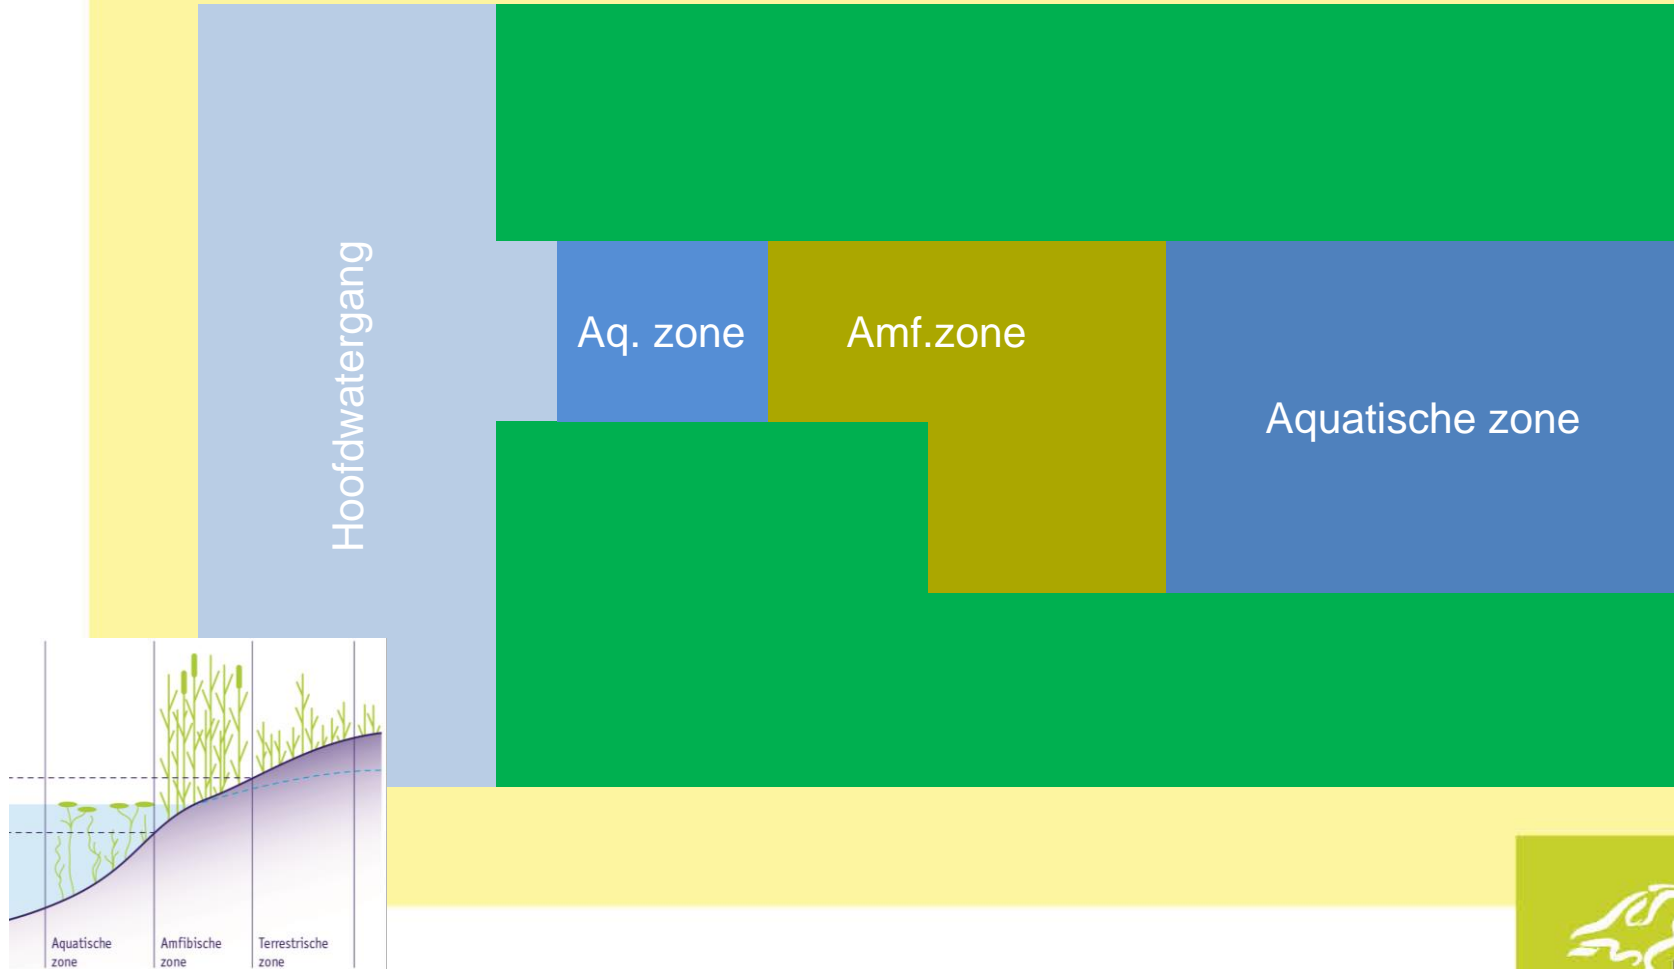 Hoofdwatergang
Aq. zone
Amf.zone
Aquatische zone
Aquatische
zone
Amfibische
zone
Terrestrische
zone